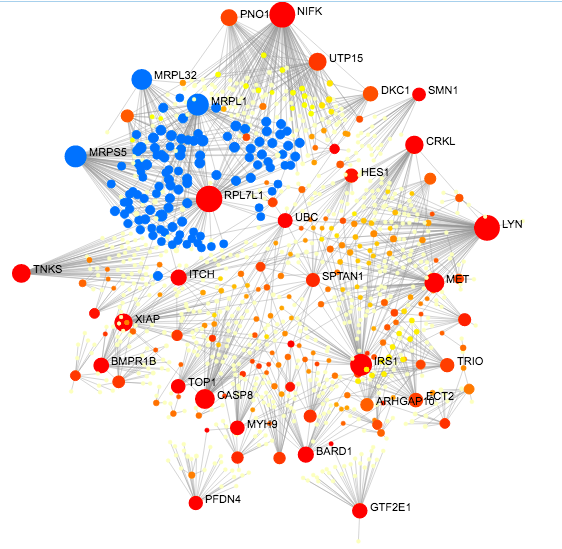 PNO1
NIFK
UTP15
MRPL32
DKC1
SMN1
MRPL1
CRKL
MRPS5
HES1
RPL7L1
UBC
LYN
TNKS
ITCH
SPTAN1
MET
XIAP
BMPR1B
IRS1
TRIO
TOP1
CASP8
ARHGAP10
ECT2
MYH9
BARD1
PFDN4
GTF2E1